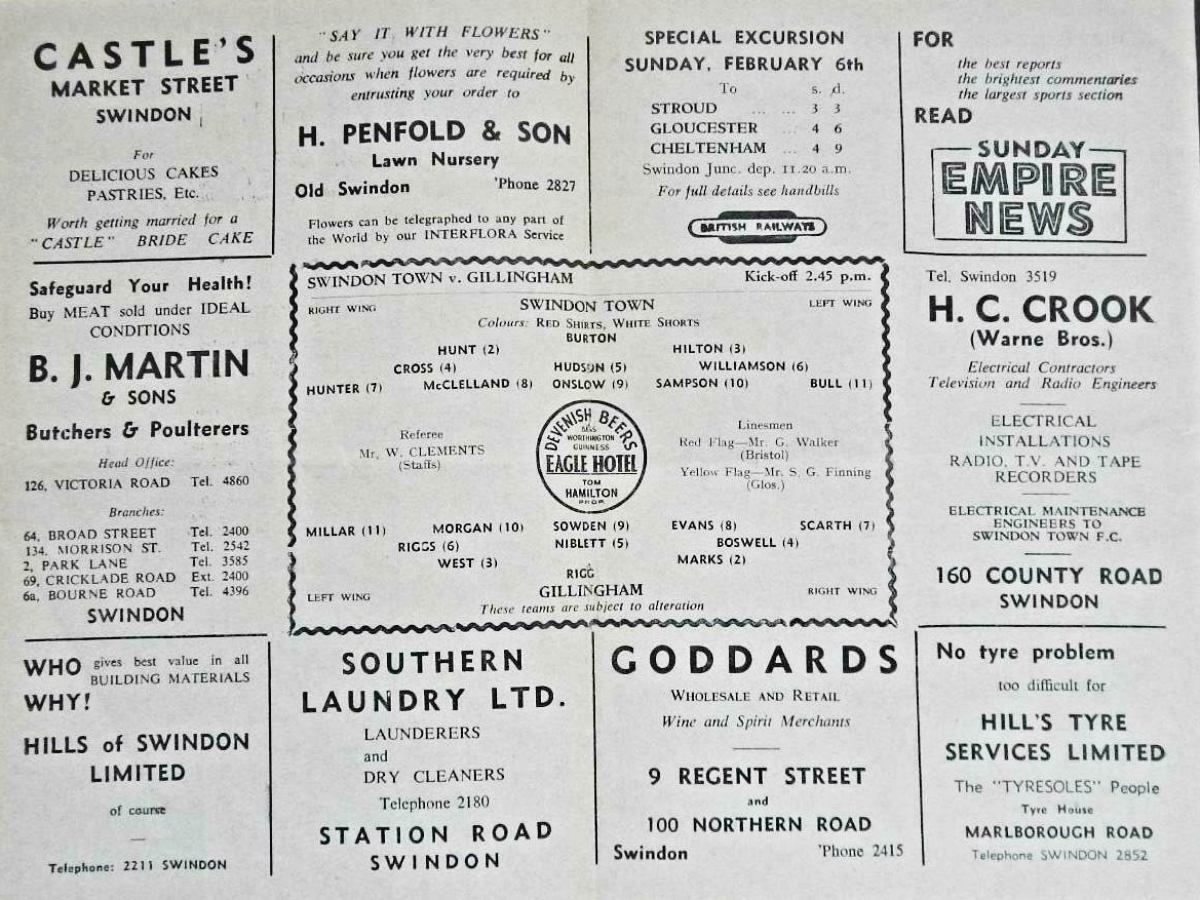 CASTLE'S
MARKET STREET
SWINDON
For
DELICIOUS CAKES
PASTRIES, Etc.
Worth getting married for a
"CASTLE" BRIDE CAKE
"SAY IT WITH FLOWERS"
and be sure you get the very best for all
occasions when flowers are required by
entrusting your order to
H. PENFOLD & SON
Lawn Nursery
Old Swindon 'Phone 2827
Flowers can be telegraphed to any part of
the World by our INTERFLORA Service
SPECIAL EXCURSION
SUNDAY, FEBRUARY 6th
To s. d.
STROUD ... ... 3 3
GLOUCESTER ... 4 6
CHELTENHAM ... 4 9
Swindon Junc. dep. 11.20 a.m.
For full details see handbills
BRITISH RAILWAYS
FOR
the best reports
the brightest commentaries
the largest sports section
READ
SUNDAY
EMPIRE
NEWS
Safeguard Your Health!
Buy MEAT sold under IDEAL
CONDITIONS
B. J. MARTIN
& SONS
Butchers & Poulterers
Head Office:
126, VICTORIA ROAD Tel. 4860
Branches:
64, BROAD STREET Tel. 2400
134, MORRISON ST. Tel. 2542
2, PARK LANE Tel. 3585
69, CRICKLADE ROAD Ext. 2400
6a, BOURNE ROAD Tel. 4396
SWINDON
SWINDON TOWN v. GILLINGHAM Kick-off 2.45 p.m.
RIGHT WING SWINDON TOWN LEFT WING
Colours: RED SHIRTS, WHITE SHORTS
BURTON
HUNT (2) HILTON (3)
CROSS (4) HUDSON (5) WILLIAMSON (6)
HUNTER (7) McCLELLAND (8) ONSLOW (9) SAMPSON (10) BULL (11)
Referee
Mr. W. CLEMENTS
(Staffs)
DEVENISH BEERS
WORTHINGTON
GUINNESS
EAGLE HOTEL
TOM
HAMILTON
PROP.
Linesmen
Red Flag—Mr. G. Walker
(Bristol)
Yellow Flag—Mr. S. G. Finning
(Glos.)
MILLAR (11) MORGAN (10) SOWDEN (9) EVANS (8) SCARTH (7)
RIGGS (6) NIBLETT (5) BOSWELL (4)
WEST (3) MARKS (2)
RIGG
LEFT WING GILLINGHAM RIGHT WING
These teams are subject to alteration
Tel. Swindon 3519
H. C. CROOK
(Warne Bros.)
Electrical Contractors
Television and Radio Engineers
ELECTRICAL
INSTALLATIONS
RADIO, T.V. AND TAPE
RECORDERS
ELECTRICAL MAINTENANCE
ENGINEERS TO
SWINDON TOWN F.C.
160 COUNTY ROAD
SWINDON
WHO gives best value in all
BUILDING MATERIALS
WHY!
HILLS of SWINDON
LIMITED
of course
Telephone: 2211 SWINDON
SOUTHERN
LAUNDRY LTD.
LAUNDERERS
and
DRY CLEANERS
Telephone 2180
STATION ROAD
SWINDON
GODDARDS
WHOLESALE AND RETAIL
Wine and Spirit Merchants
9 REGENT STREET
and
100 NORTHERN ROAD
Swindon 'Phone 2415
No tyre problem
too difficult for
HILL'S TYRE
SERVICES LIMITED
The "TYRESOLES" People
Tyre House
MARLBOROUGH ROAD
Telephone SWINDON 2852